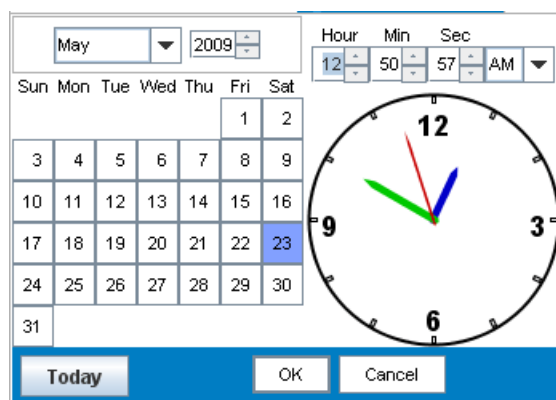 May 2009
Hour Min Sec
12 50 57 AM
Sun Mon Tue Wed Thu Fri Sat
1 2
3 4 5 6 7 8 9
10 11 12 13 14 15 16
17 18 19 20 21 22 23
24 25 26 27 28 29 30
31
12
9 3
6
Today OK Cancel